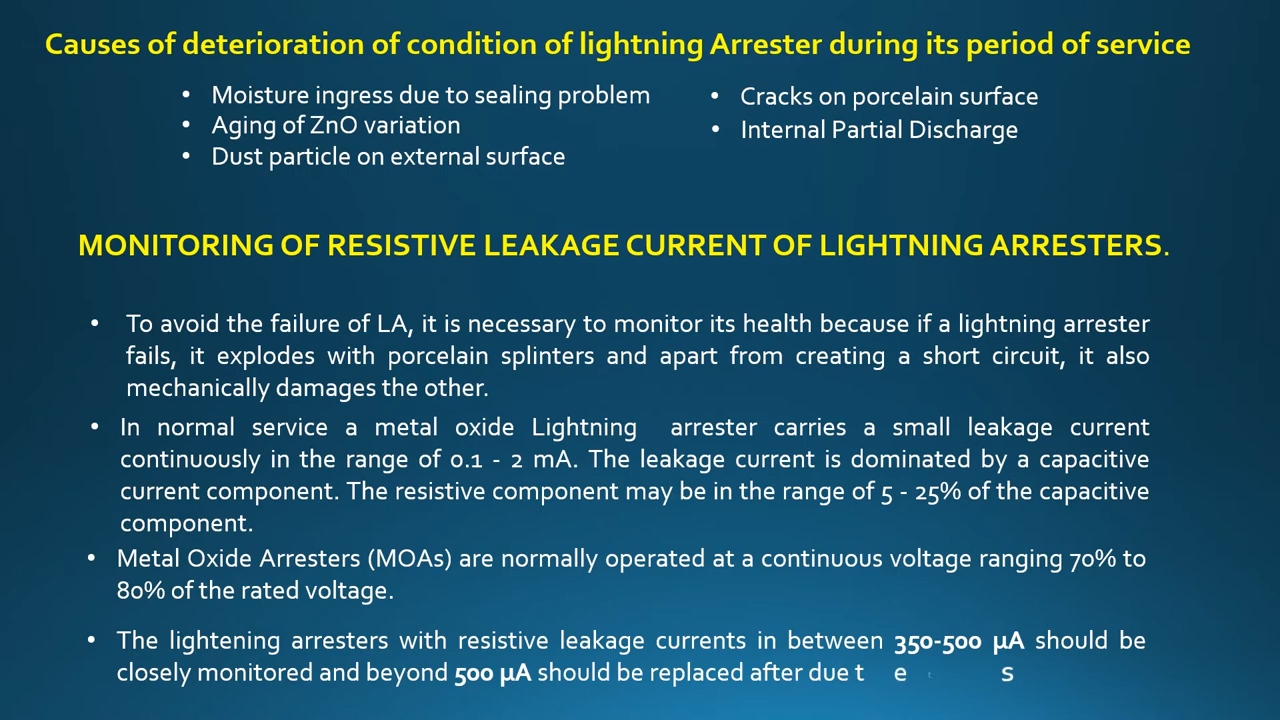 Causes of deterioration of condition of lightning Arrester during its period of service
• Moisture ingress due to sealing problem
• Aging of ZnO variation
• Dust particle on external surface
• Cracks on porcelain surface
• Internal Partial Discharge
MONITORING OF RESISTIVE LEAKAGE CURRENT OF LIGHTNING ARRESTERS.
• To avoid the failure of LA, it is necessary to monitor its health because if a lightning arrester
fails, it explodes with porcelain splinters and apart from creating a short circuit, it also
mechanically damages the other.
• In normal service a metal oxide Lightning arrester carries a small leakage current
continuously in the range of 0.1 - 2 mA. The leakage current is dominated by a capacitive
current component. The resistive component may be in the range of 5 - 25% of the capacitive
component.
• Metal Oxide Arresters (MOAs) are normally operated at a continuous voltage ranging 70% to
80% of the rated voltage.
• The lightening arresters with resistive leakage currents in between 350-500 µA should be
closely monitored and beyond 500 µA should be replaced after due